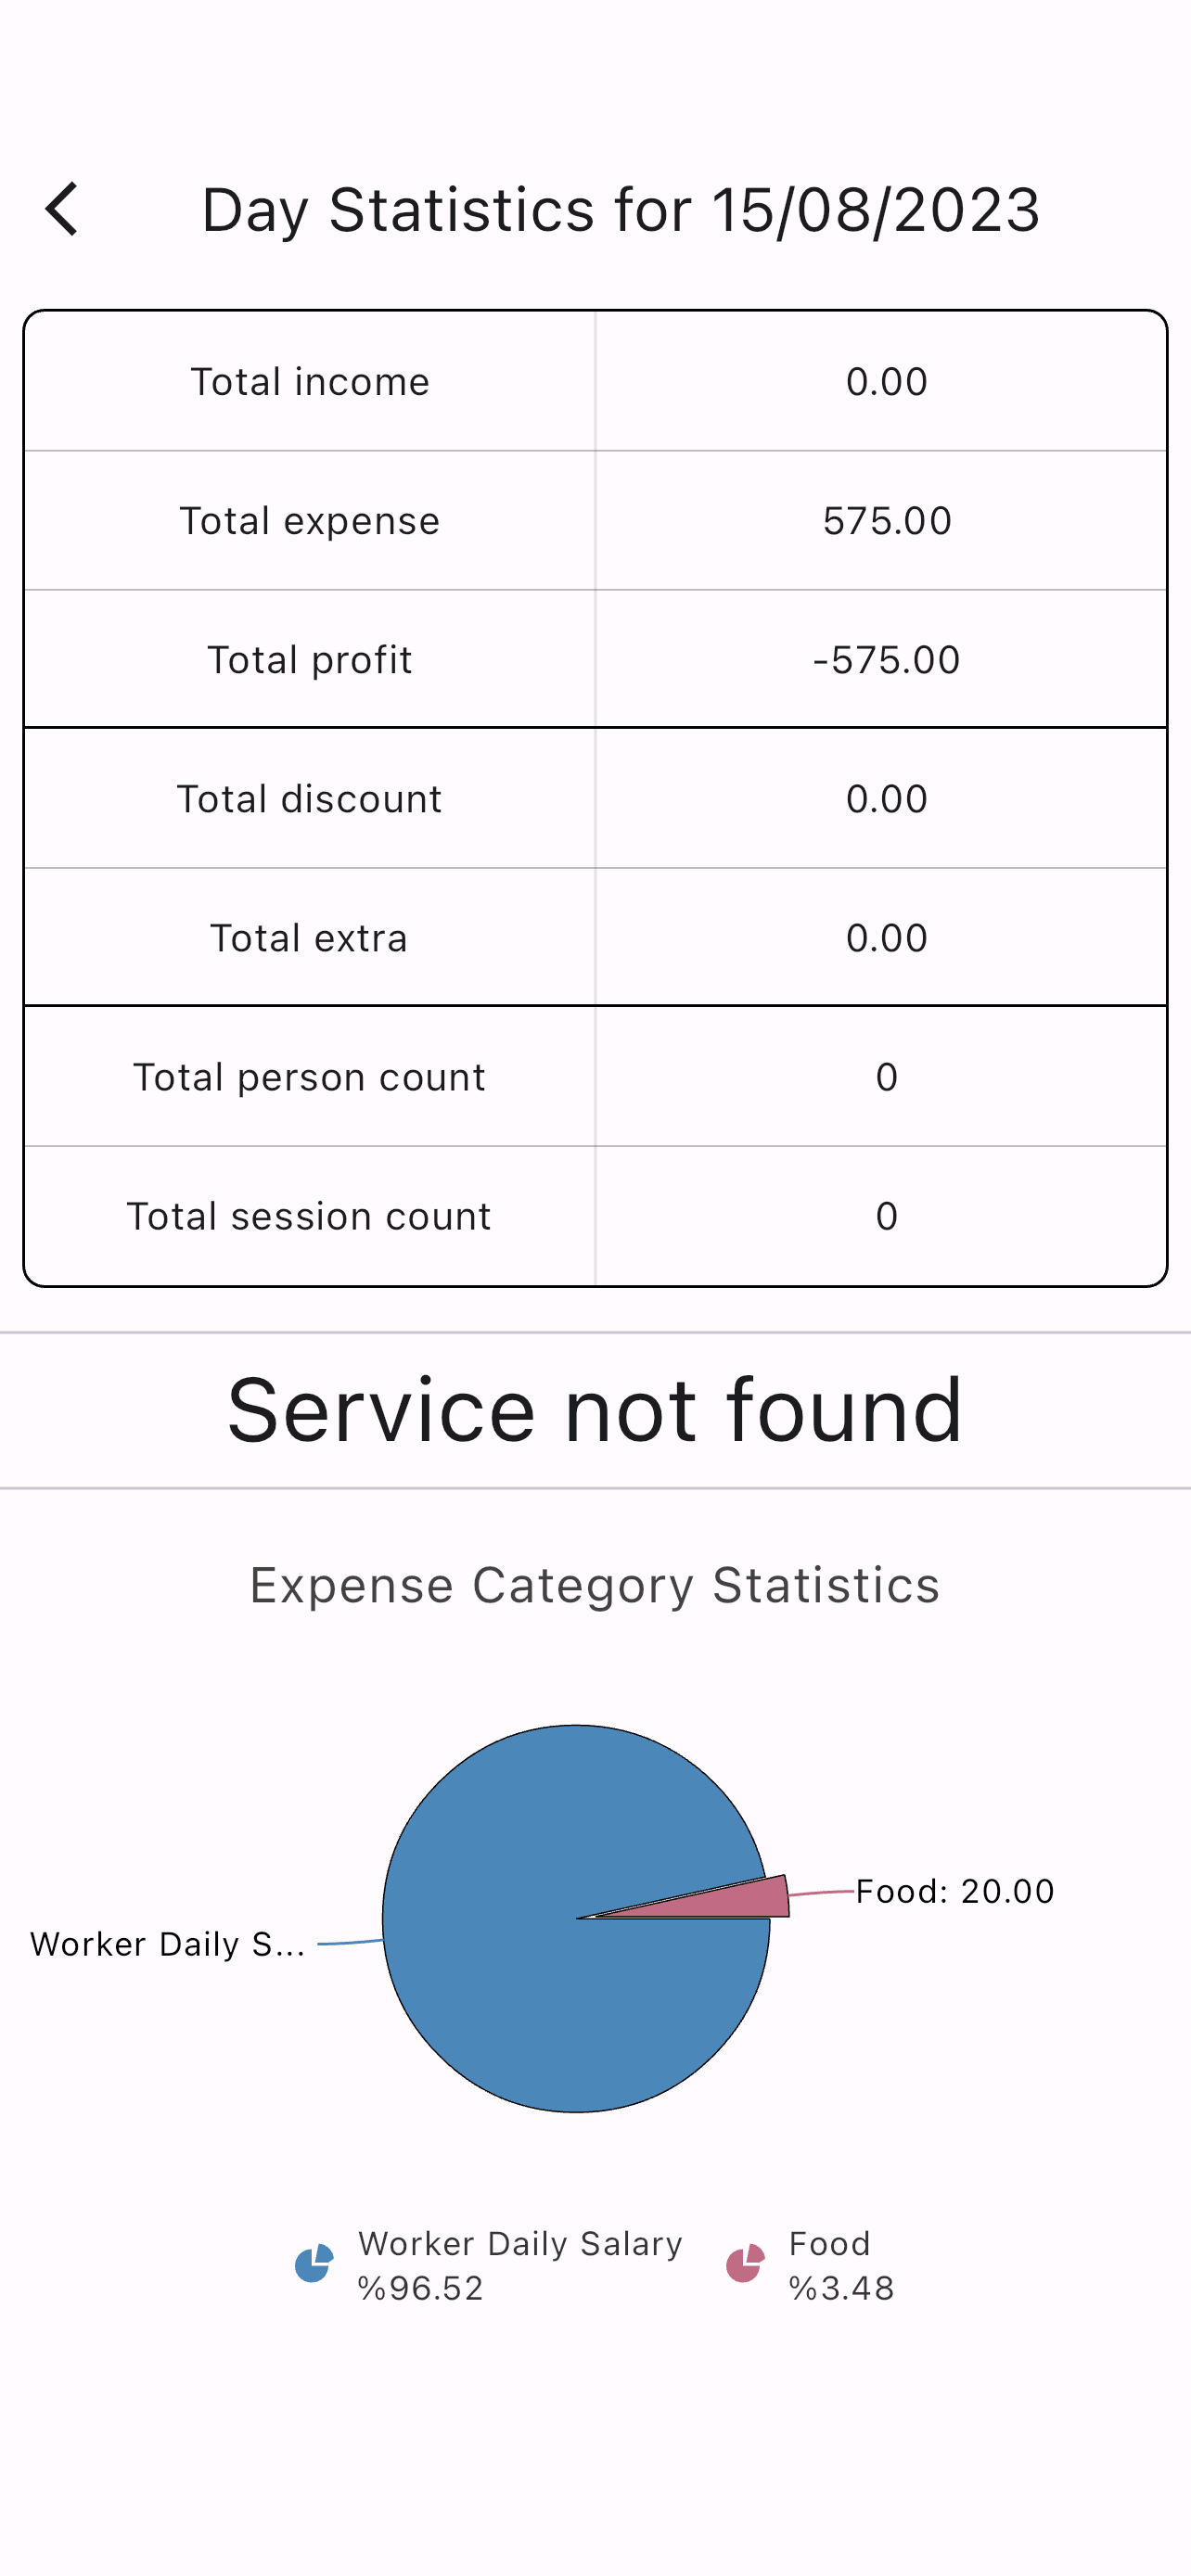 Day Statistics for 15/08/2023
Total income 0.00
Total expense 575.00
Total profit -575.00
Total discount 0.00
Total extra 0.00
Total person count 0
Total session count 0
Service not found
Expense Category Statistics
Food: 20.00
Worker Daily S...
Worker Daily Salary
%96.52
Food
%3.48